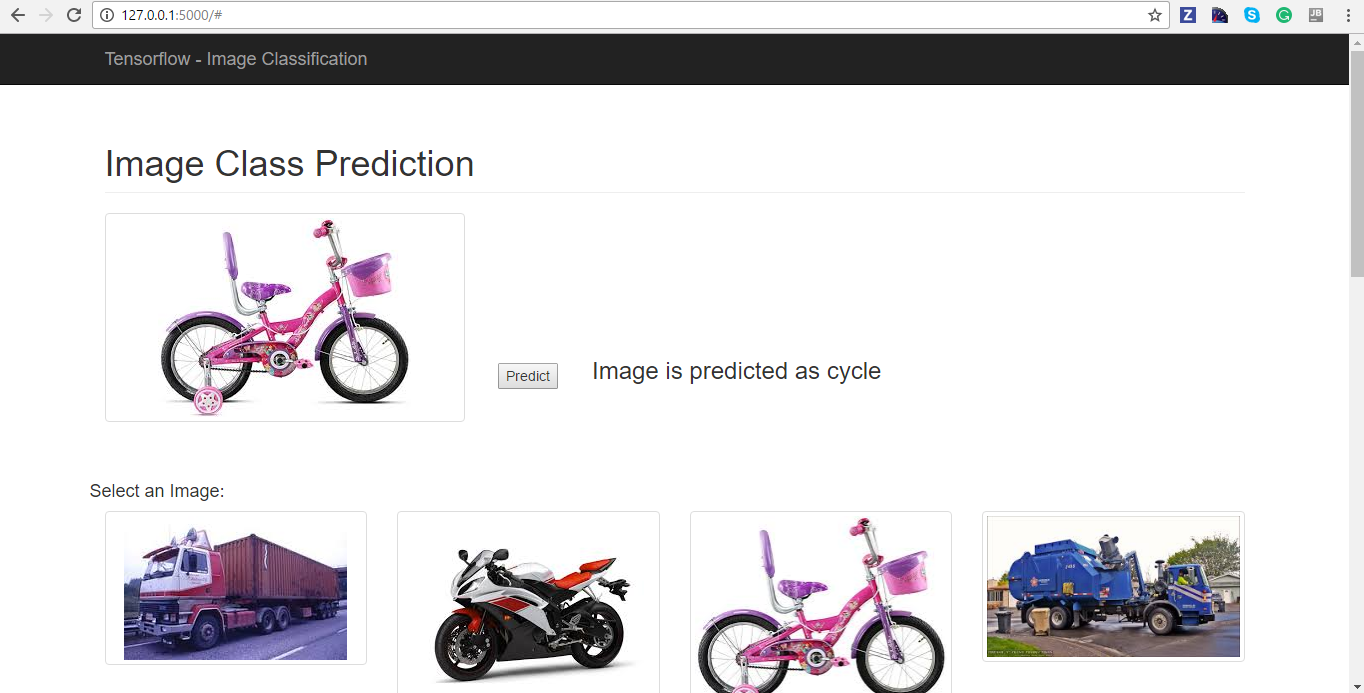 127.0.0.1:5000/#
Tensorflow - Image Classification
Image Class Prediction
Predict
Image is predicted as cycle
Select an Image: